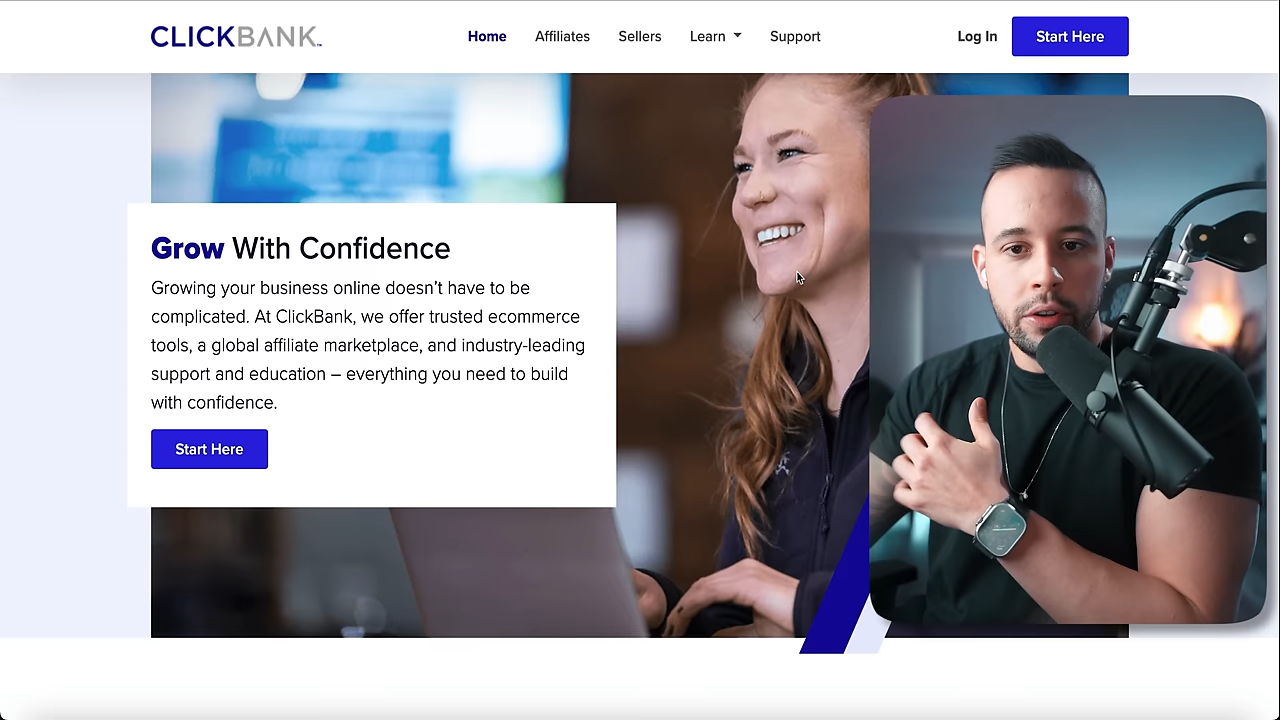 CLICKBANK™
Home
Affiliates
Sellers
Learn
Support
Log In
Start Here
Grow With Confidence
Growing your business online doesn't have to be
complicated. At ClickBank, we offer trusted ecommerce
tools, a global affiliate marketplace, and industry-leading
support and education – everything you need to build
with confidence.
Start Here